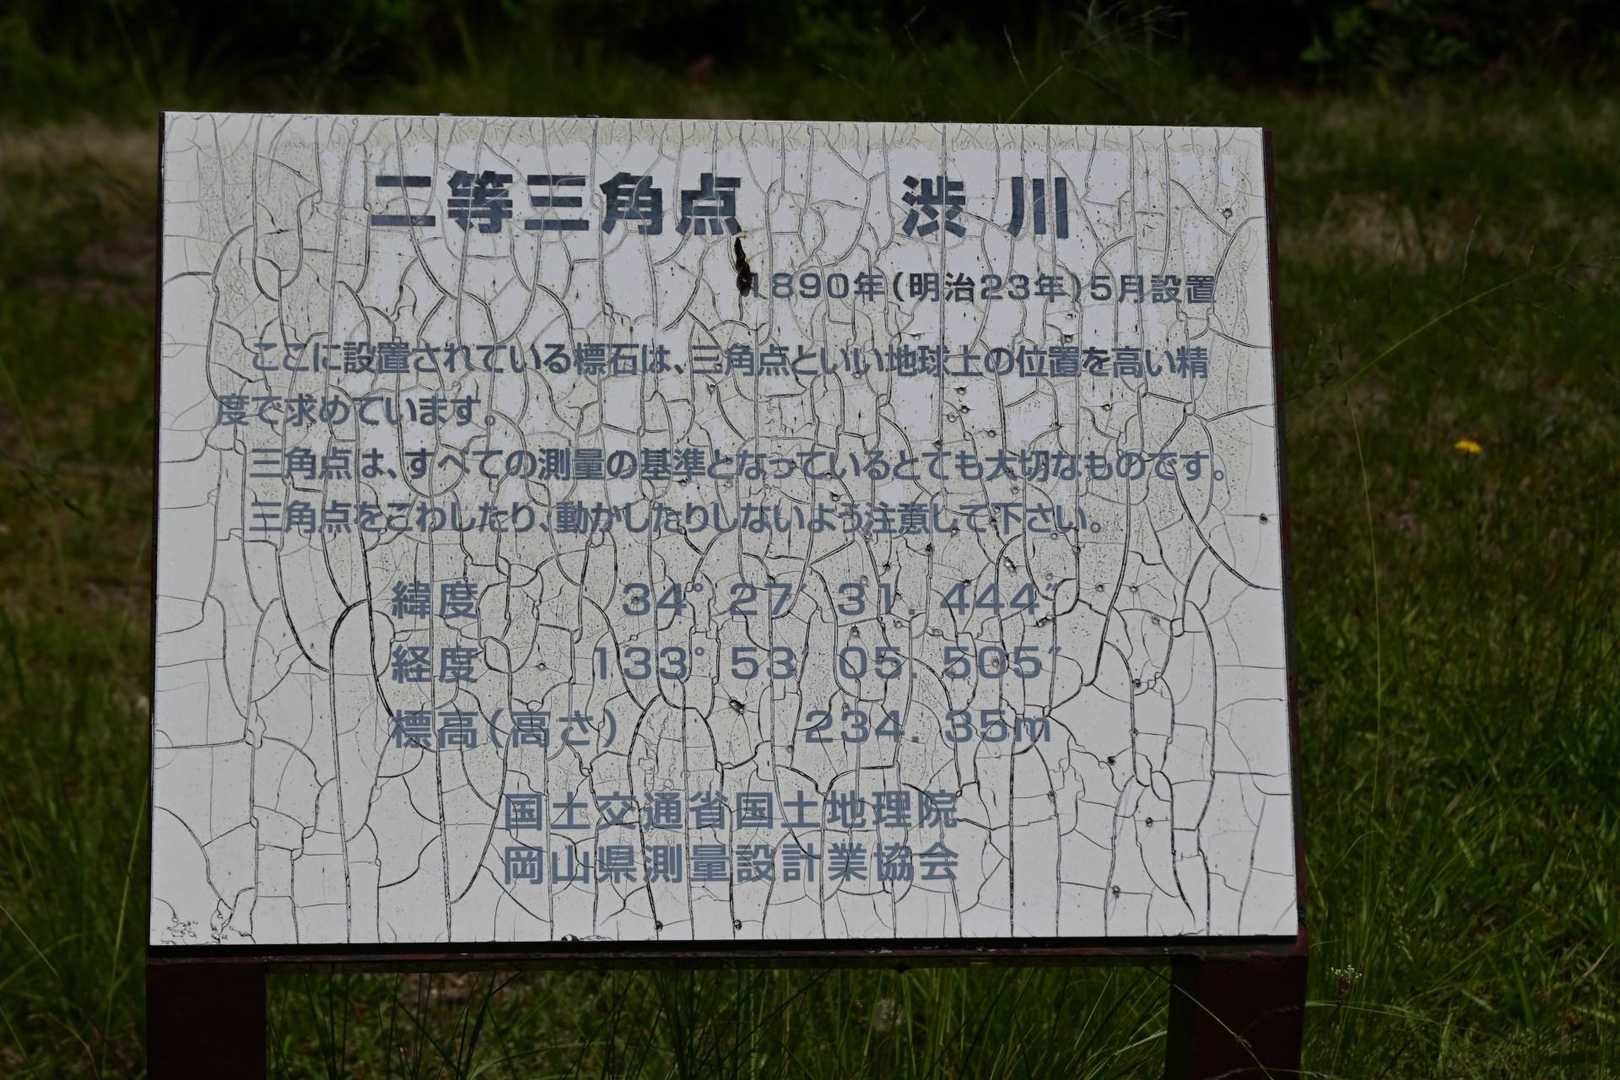 二等三角点 渋川
1890年(明治23年)5月設置
ここに設置されている標石は、三角点といい地球上の位置を高い精
度で求めています。
三角点は、すべての測量の基準となっているとても大切なものです。
三角点をこわしたり、動かしたりしないよう注意して下さい。
緯度 34° 27′ 31. 444″
経度 133° 53′ 05. 505″
標高(高さ) 234. 35m
国土交通省国土地理院
岡山県測量設計業協会